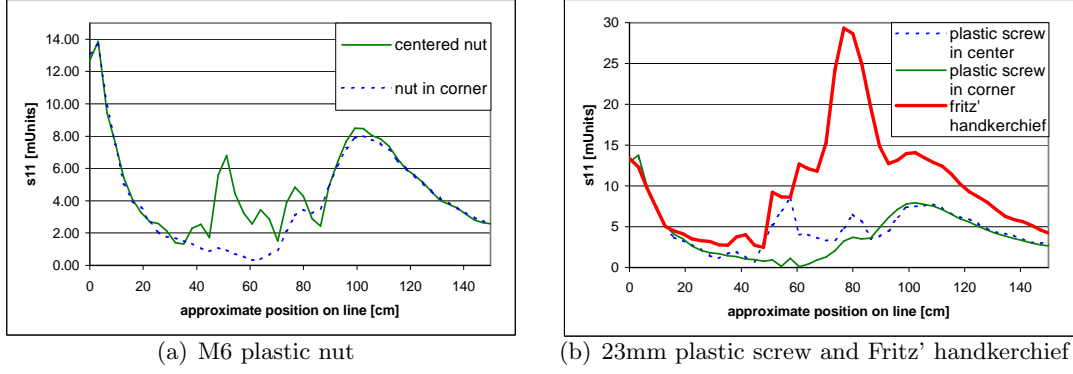 14.00
12.00
10.00
8.00
6.00
4.00
2.00
0.00
s11 [mUnits]
centered nut
nut in corner
0 20 40 60 80 100 120 140
approximate position on line [cm]
(a) M6 plastic nut
30
25
20
15
10
5
0
s11 [mUnits]
plastic screw
in center
plastic screw
in corner
fritz'
handkerchief
0 20 40 60 80 100 120 140
approximate position on line [cm]
(b) 23mm plastic screw and Fritz' handkerchief